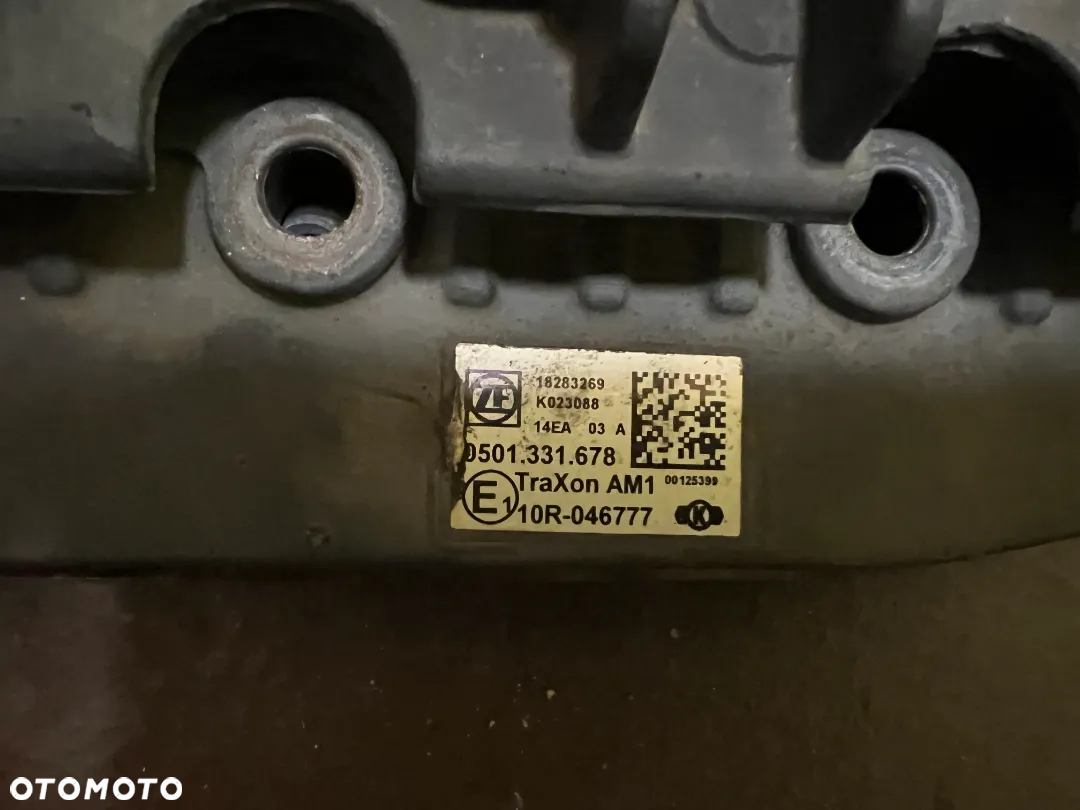 ZF
18283269
K023088
14EA 03 A
0501.331.678
TraXon AM1 00125399
E1
10R-046777
K
OTOMOTO